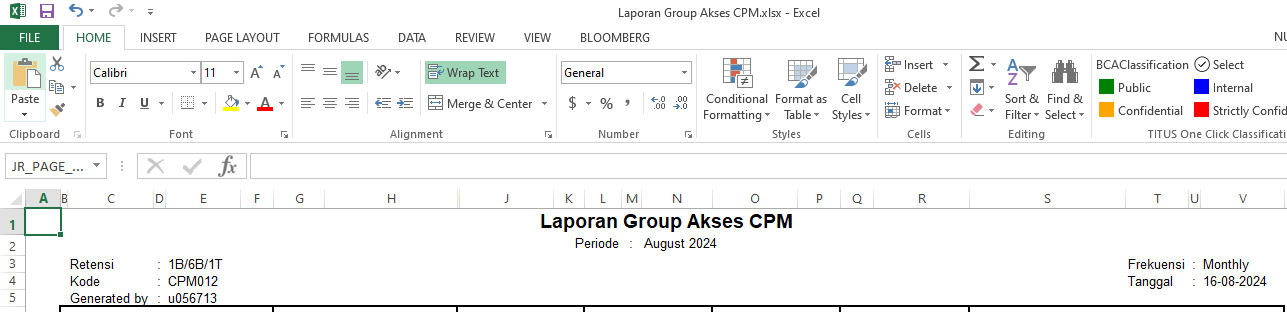 Laporan Group Akses CPM.xlsx - Excel
FILE HOME INSERT PAGE LAYOUT FORMULAS DATA REVIEW VIEW BLOOMBERG NU
Paste
Clipboard
Calibri 11 A A
B I U A
Font
Wrap Text
Merge & Center
Alignment
General
$ % , ←.0 .00 .00 →.0
Number
Conditional Formatting
Format as Table
Cell Styles
Styles
Insert
Delete
Format
Cells
Sort & Filter
Find & Select
Editing
BCAClassification Select
Public Internal
Confidential Strictly Confid
TITUS One Click Classificati
JR_PAGE_... fx
A B C D E F G H J K L M N O P Q R S T U V
1 Laporan Group Akses CPM
2 Periode : August 2024
3 Retensi : 1B/6B/1T Frekuensi : Monthly
4 Kode : CPM012 Tanggal : 16-08-2024
5 Generated by : u056713